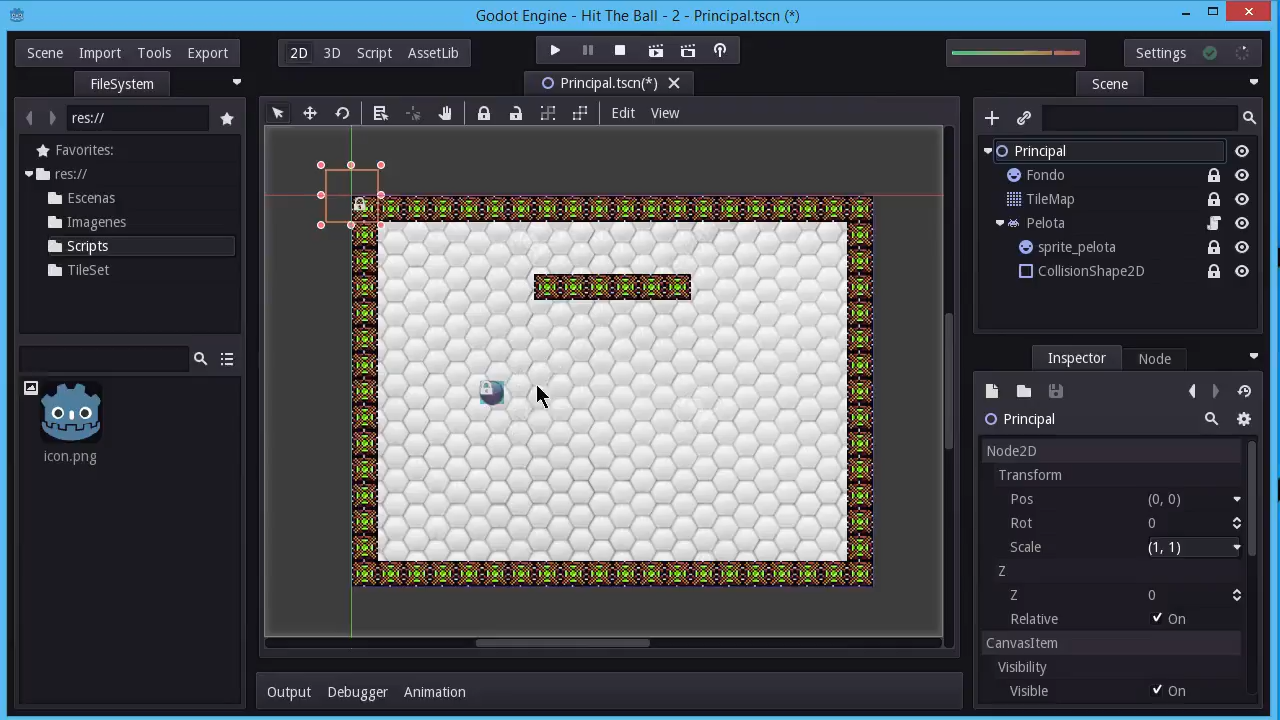 Godot Engine - Hit The Ball - 2 - Principal.tscn (*)
Scene Import Tools Export
2D 3D Script AssetLib
Settings
FileSystem
Principal.tscn(*)
Scene
res://
Edit View
Favorites:
res://
Escenas
Imagenes
Scripts
TileSet
icon.png
Principal
Fondo
TileMap
Pelota
sprite_pelota
CollisionShape2D
Inspector Node
Principal
Node2D
Transform
Pos (0, 0)
Rot 0
Scale (1, 1)
Z
Z 0
Relative On
CanvasItem
Visibility
Visible On
Output Debugger Animation